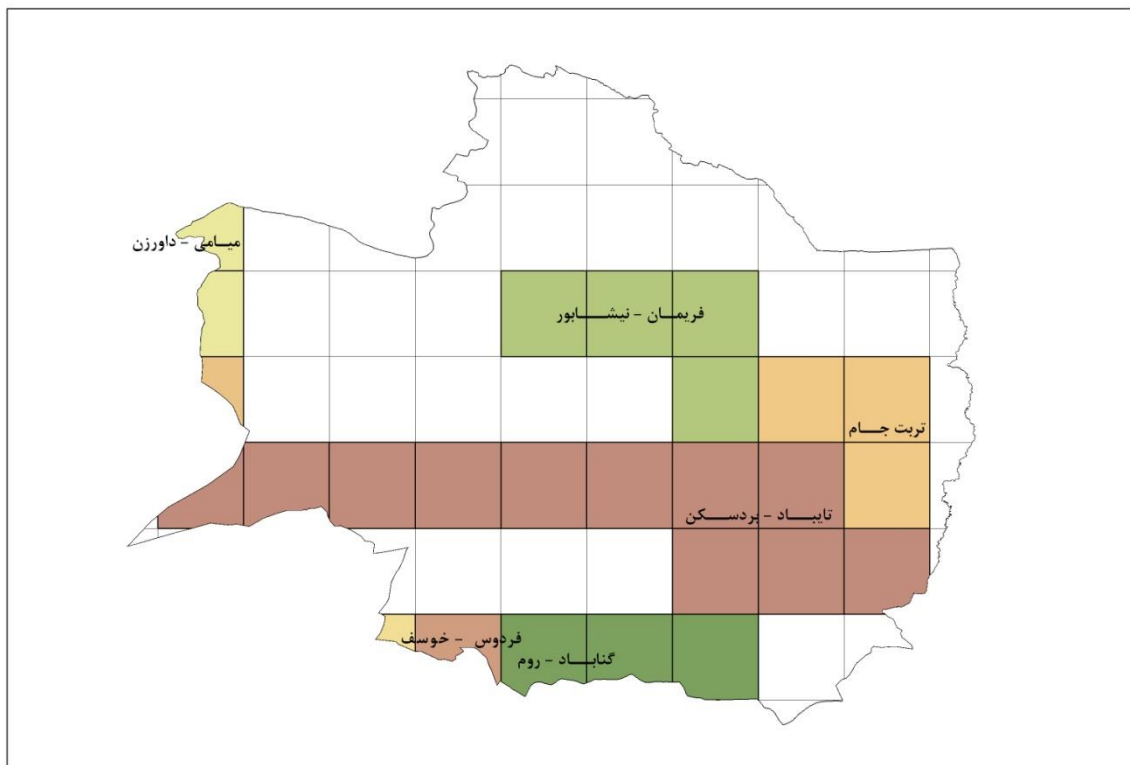 میامی - داورزن
فریمان - نیشابور
تربت جام
تایباد - بردسکن
فردوس - خوسف
گناباد - روم